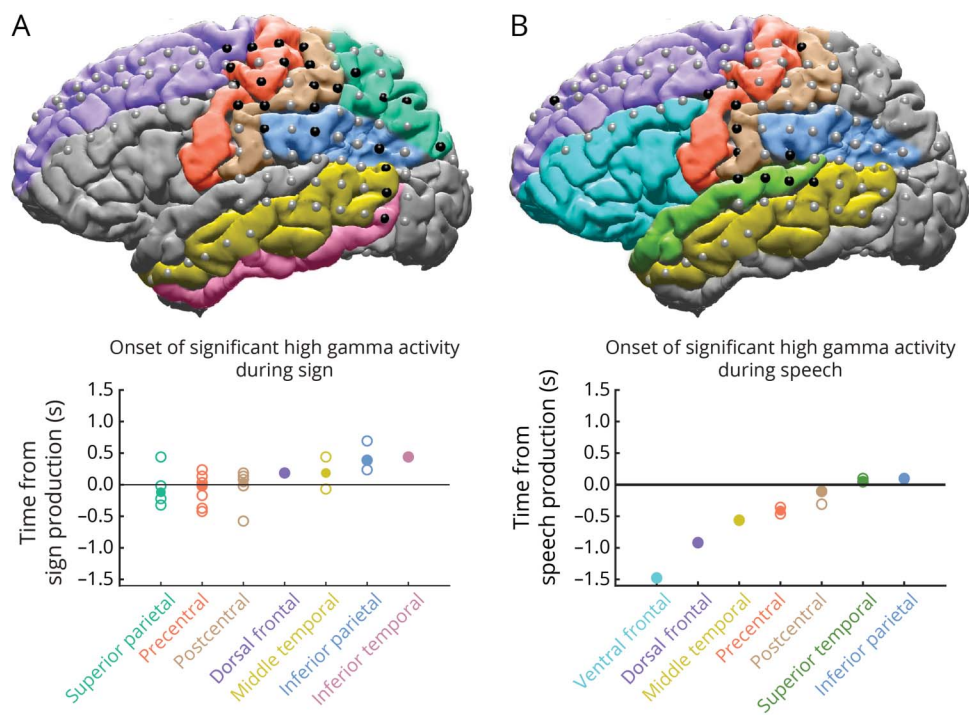 A
B
Onset of significant high gamma activity
during sign
Time from
sign production (s)
1.5
1.0
0.5
0.0
−0.5
−1.0
−1.5
Superior parietal
Precentral
Postcentral
Dorsal frontal
Middle temporal
Inferior parietal
Inferior temporal
Onset of significant high gamma activity
during speech
Time from
speech production (s)
1.5
1.0
0.5
0.0
−0.5
−1.0
−1.5
Ventral frontal
Dorsal frontal
Middle temporal
Precentral
Postcentral
Superior temporal
Inferior parietal